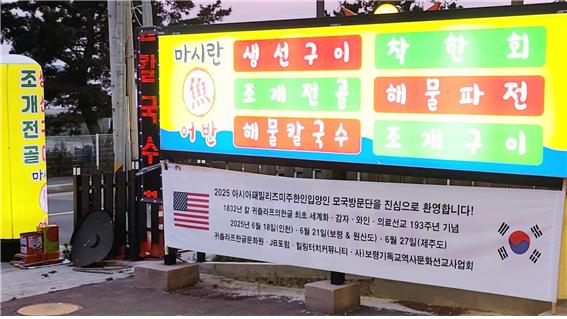 마시란
魚
어반
생선구이
착한회
조개전골
해물파전
해물칼국수
조개구이
칼국수
조개전골
마시란
2025 아시아패밀리즈미주한인입양인 모국방문단을 진심으로 환영합니다!
1832년 칼 귀츨라프의한글 최초 세계화 · 감자 · 와인 · 의료선교 193주년 기념
2025년 6월 18일(인천) · 6월 21일(보령 & 원산도) · 6월 27일(제주도)
귀츨라프한글문화원 · JB포럼 · 힐링터치커뮤니티 · 사)보령기독교역사문화선교사업회